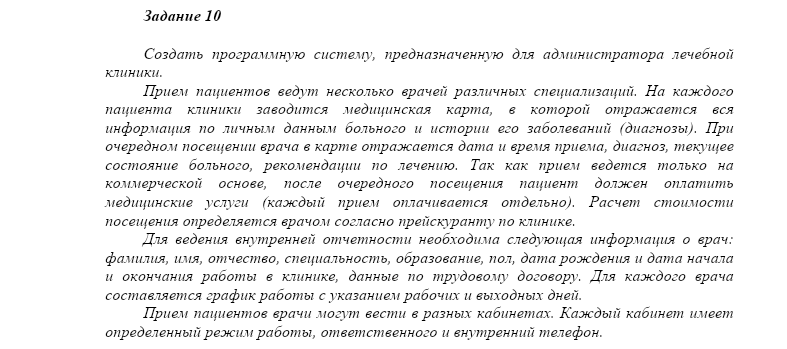 Задание 10
Создать программную систему, предназначенную для администратора лечебной
клиники.
Прием пациентов ведут несколько врачей различных специализаций. На каждого
пациента клиники заводится медицинская карта, в которой отражается вся
информация по личным данным больного и истории его заболеваний (диагнозы). При
очередном посещении врача в карте отражается дата и время приема, диагноз, текущее
состояние больного, рекомендации по лечению. Так как прием ведется только на
коммерческой основе, после очередного посещения пациент должен оплатить
медицинские услуги (каждый прием оплачивается отдельно). Расчет стоимости
посещения определяется врачом согласно прейскуранту по клинике.
Для ведения внутренней отчетности необходима следующая информация о врач:
фамилия, имя, отчество, специальность, образование, пол, дата рождения и дата начала
и окончания работы в клинике, данные по трудовому договору. Для каждого врача
составляется график работы с указанием рабочих и выходных дней.
Прием пациентов врачи могут вести в разных кабинетах. Каждый кабинет имеет
определенный режим работы, ответственного и внутренний телефон.